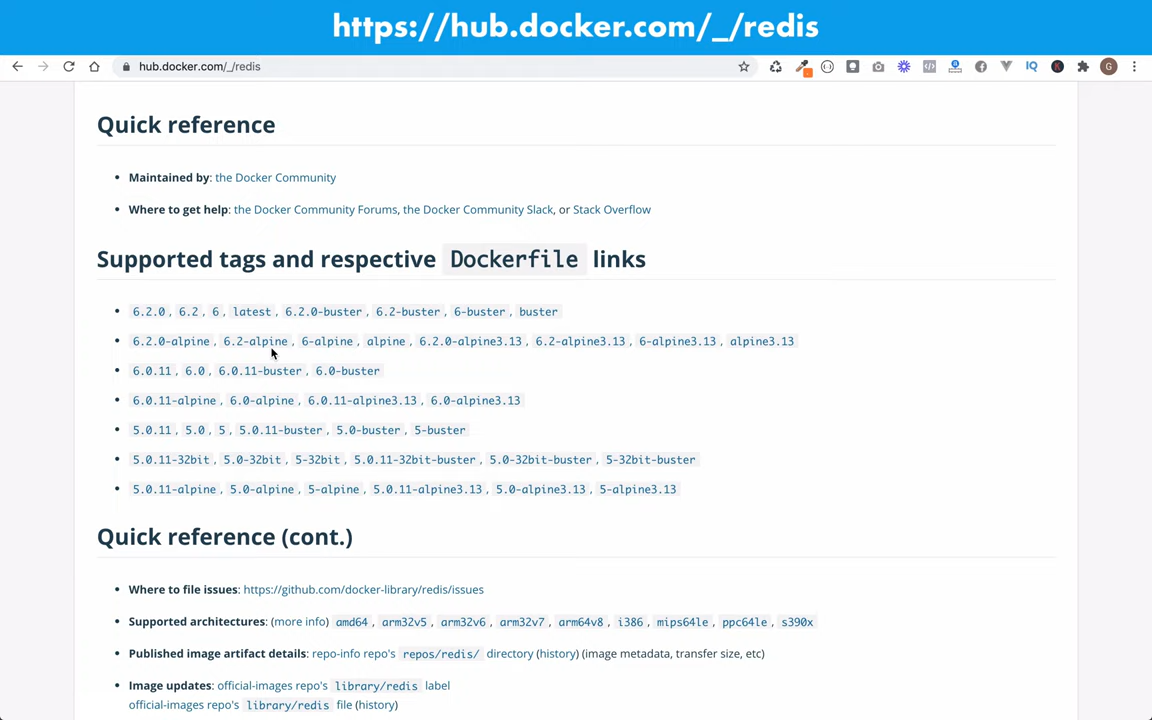 https://hub.docker.com/_/redis
hub.docker.com/_/redis
IQ
K
G
Quick reference
Maintained by: the Docker Community
Where to get help: the Docker Community Forums, the Docker Community Slack, or Stack Overflow
Supported tags and respective Dockerfile links
6.2.0, 6.2, 6, latest, 6.2.0-buster, 6.2-buster, 6-buster, buster
6.2.0-alpine, 6.2-alpine, 6-alpine, alpine, 6.2.0-alpine3.13, 6.2-alpine3.13, 6-alpine3.13, alpine3.13
6.0.11, 6.0, 6.0.11-buster, 6.0-buster
6.0.11-alpine, 6.0-alpine, 6.0.11-alpine3.13, 6.0-alpine3.13
5.0.11, 5.0, 5, 5.0.11-buster, 5.0-buster, 5-buster
5.0.11-32bit, 5.0-32bit, 5-32bit, 5.0.11-32bit-buster, 5.0-32bit-buster, 5-32bit-buster
5.0.11-alpine, 5.0-alpine, 5-alpine, 5.0.11-alpine3.13, 5.0-alpine3.13, 5-alpine3.13
Quick reference (cont.)
Where to file issues: https://github.com/docker-library/redis/issues
Supported architectures: (more info) amd64, arm32v5, arm32v6, arm32v7, arm64v8, i386, mips64le, ppc64le, s390x
Published image artifact details: repo-info repo's repos/redis/ directory (history) (image metadata, transfer size, etc)
Image updates: official-images repo's library/redis label
official-images repo's library/redis file (history)